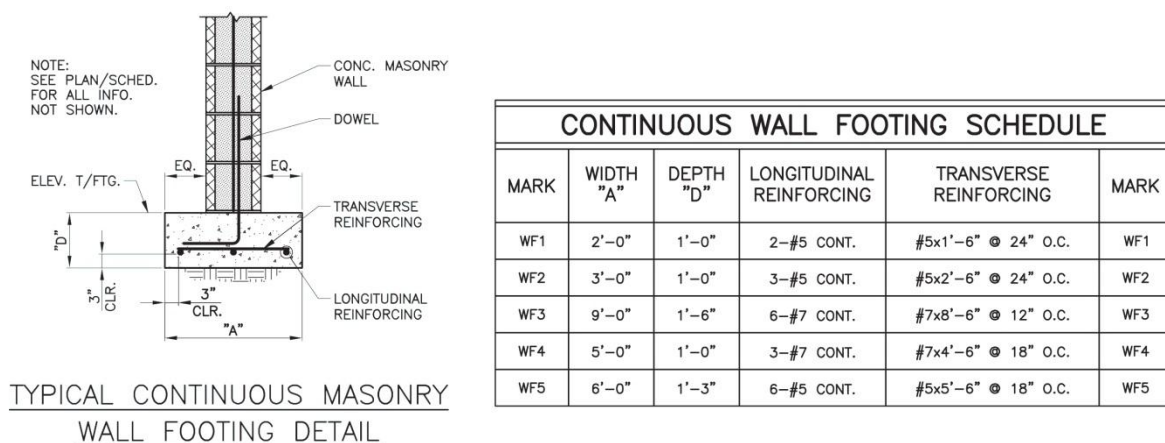 NOTE:
SEE PLAN/SCHED.
FOR ALL INFO.
NOT SHOWN.
CONC. MASONRY
WALL
DOWEL
EQ.
EQ.
ELEV. T/FTG.
TRANSVERSE
REINFORCING
"D"
3"
CLR.
3"
CLR.
LONGITUDINAL
REINFORCING
"A"
TYPICAL CONTINUOUS MASONRY
WALL FOOTING DETAIL
CONTINUOUS WALL FOOTING SCHEDULE
MARK WIDTH "A" DEPTH "D" LONGITUDINAL REINFORCING TRANSVERSE REINFORCING MARK
WF1 2'-0" 1'-0" 2-#5 CONT. #5x1'-6" @ 24" O.C. WF1
WF2 3'-0" 1'-0" 3-#5 CONT. #5x2'-6" @ 24" O.C. WF2
WF3 9'-0" 1'-6" 6-#7 CONT. #7x8'-6" @ 12" O.C. WF3
WF4 5'-0" 1'-0" 3-#7 CONT. #7x4'-6" @ 18" O.C. WF4
WF5 6'-0" 1'-3" 6-#5 CONT. #5x5'-6" @ 18" O.C. WF5